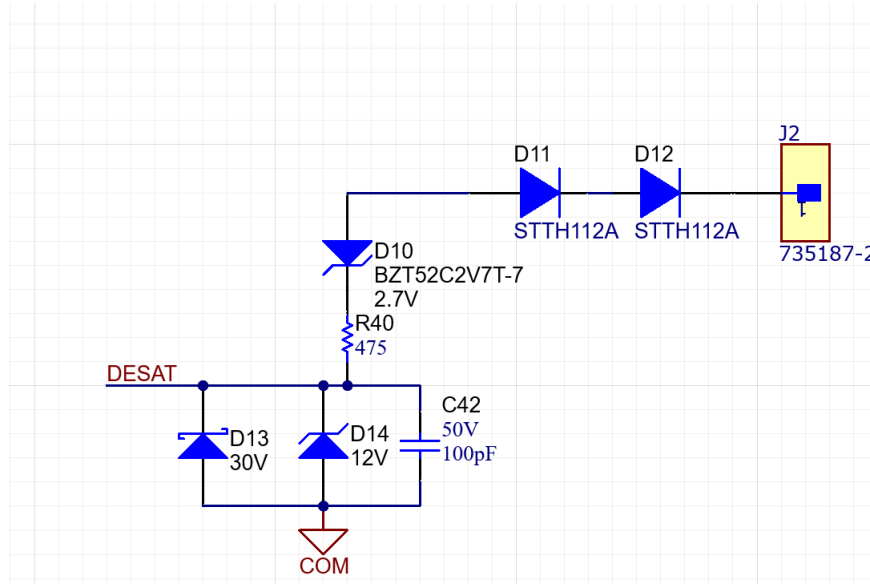 J2
D11
D12
STTH112A
STTH112A
735187-2
D10
BZT52C2V7T-7
2.7V
R40
475
DESAT
D13
30V
D14
12V
C42
50V
100pF
COM